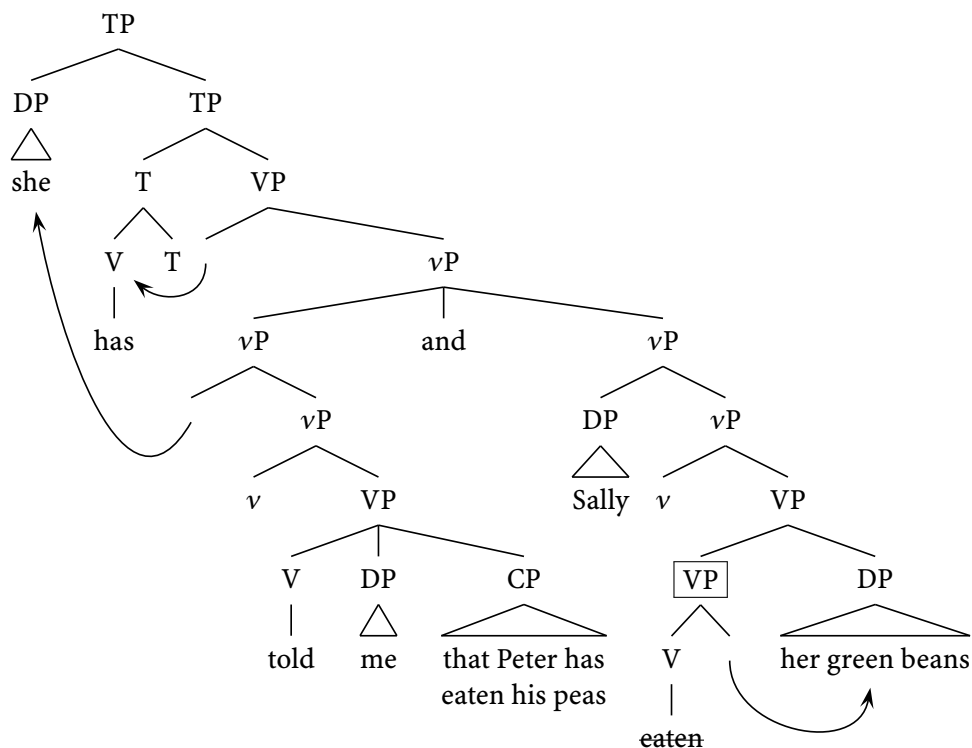 TP
DP TP
she T VP
V T vP
has vP and vP
vP DP vP
v VP Sally v VP
V DP CP VP DP
told me that Peter has eaten his peas V her green beans
eaten